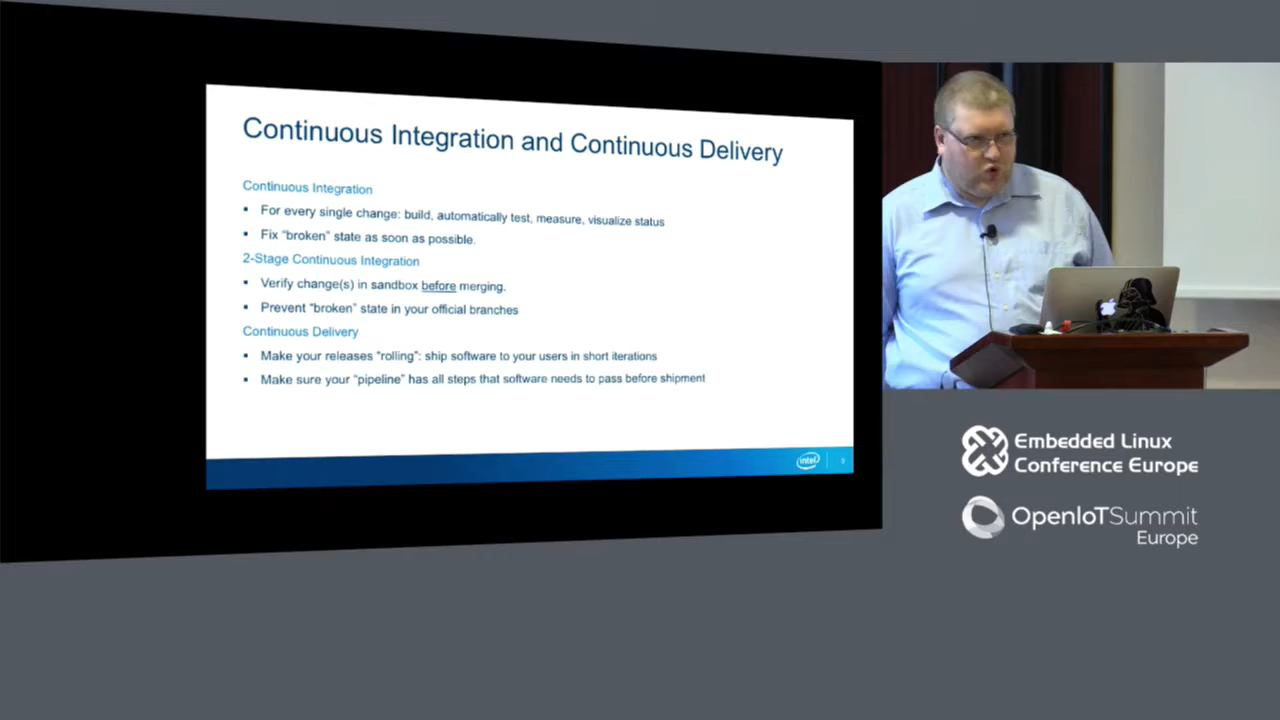 Continuous Integration and Continuous Delivery
Continuous Integration
For every single change: build, automatically test, measure, visualize status
Fix “broken” state as soon as possible.
2-Stage Continuous Integration
Verify change(s) in sandbox before merging.
Prevent “broken” state in your official branches
Continuous Delivery
Make your releases “rolling”: ship software to your users in short iterations
Make sure your “pipeline” has all steps that software needs to pass before shipment
intel
Embedded Linux
Conference Europe
OpenIoTSummit
Europe